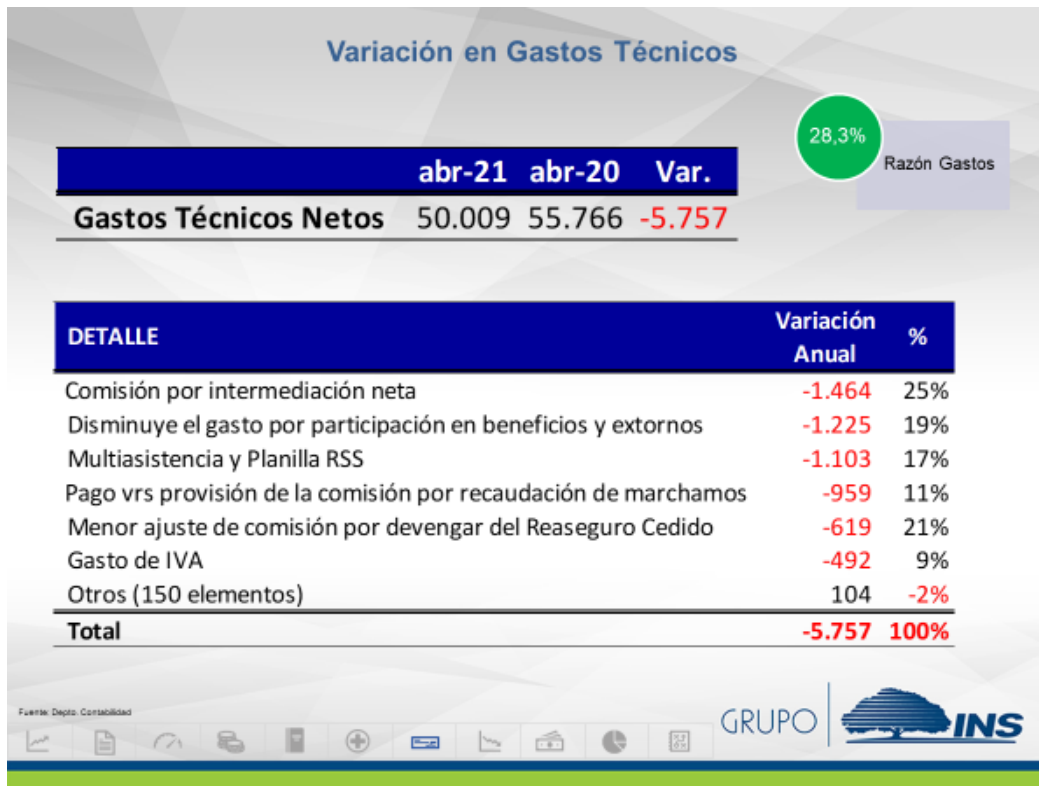 Variación en Gastos Técnicos
28,3%
Razón Gastos
abr-21 abr-20 Var.
Gastos Técnicos Netos 50.009 55.766 -5.757
DETALLE Variación Anual %
Comisión por intermediación neta -1.464 25%
Disminuye el gasto por participación en beneficios y extornos -1.225 19%
Multiasistencia y Planilla RSS -1.103 17%
Pago vrs provisión de la comisión por recaudación de marchamos -959 11%
Menor ajuste de comisión por devengar del Reaseguro Cedido -619 21%
Gasto de IVA -492 9%
Otros (150 elementos) 104 -2%
Total -5.757 100%
Fuente: Depto. Contabilidad
GRUPO INS